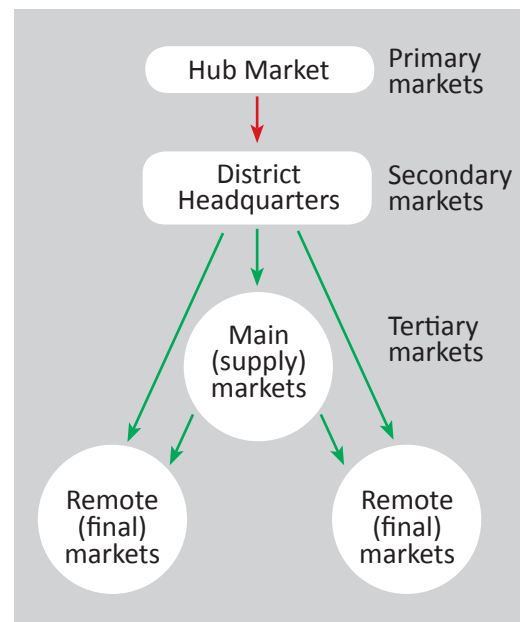 Hub Market
Primary
markets
District
Headquarters
Secondary
markets
Main
(supply)
markets
Tertiary
markets
Remote
(final)
markets
Remote
(final)
markets